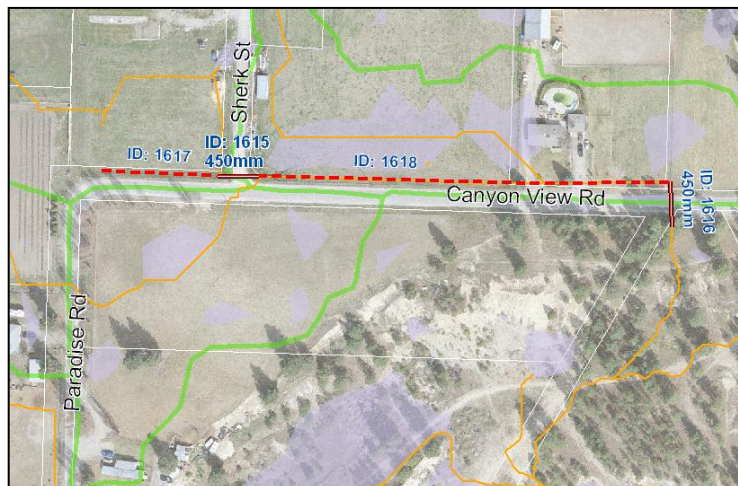 Sherk St
ID: 1617
ID: 1615
450mm
ID: 1618
Canyon View Rd
ID: 1616
450mm
Paradise Rd